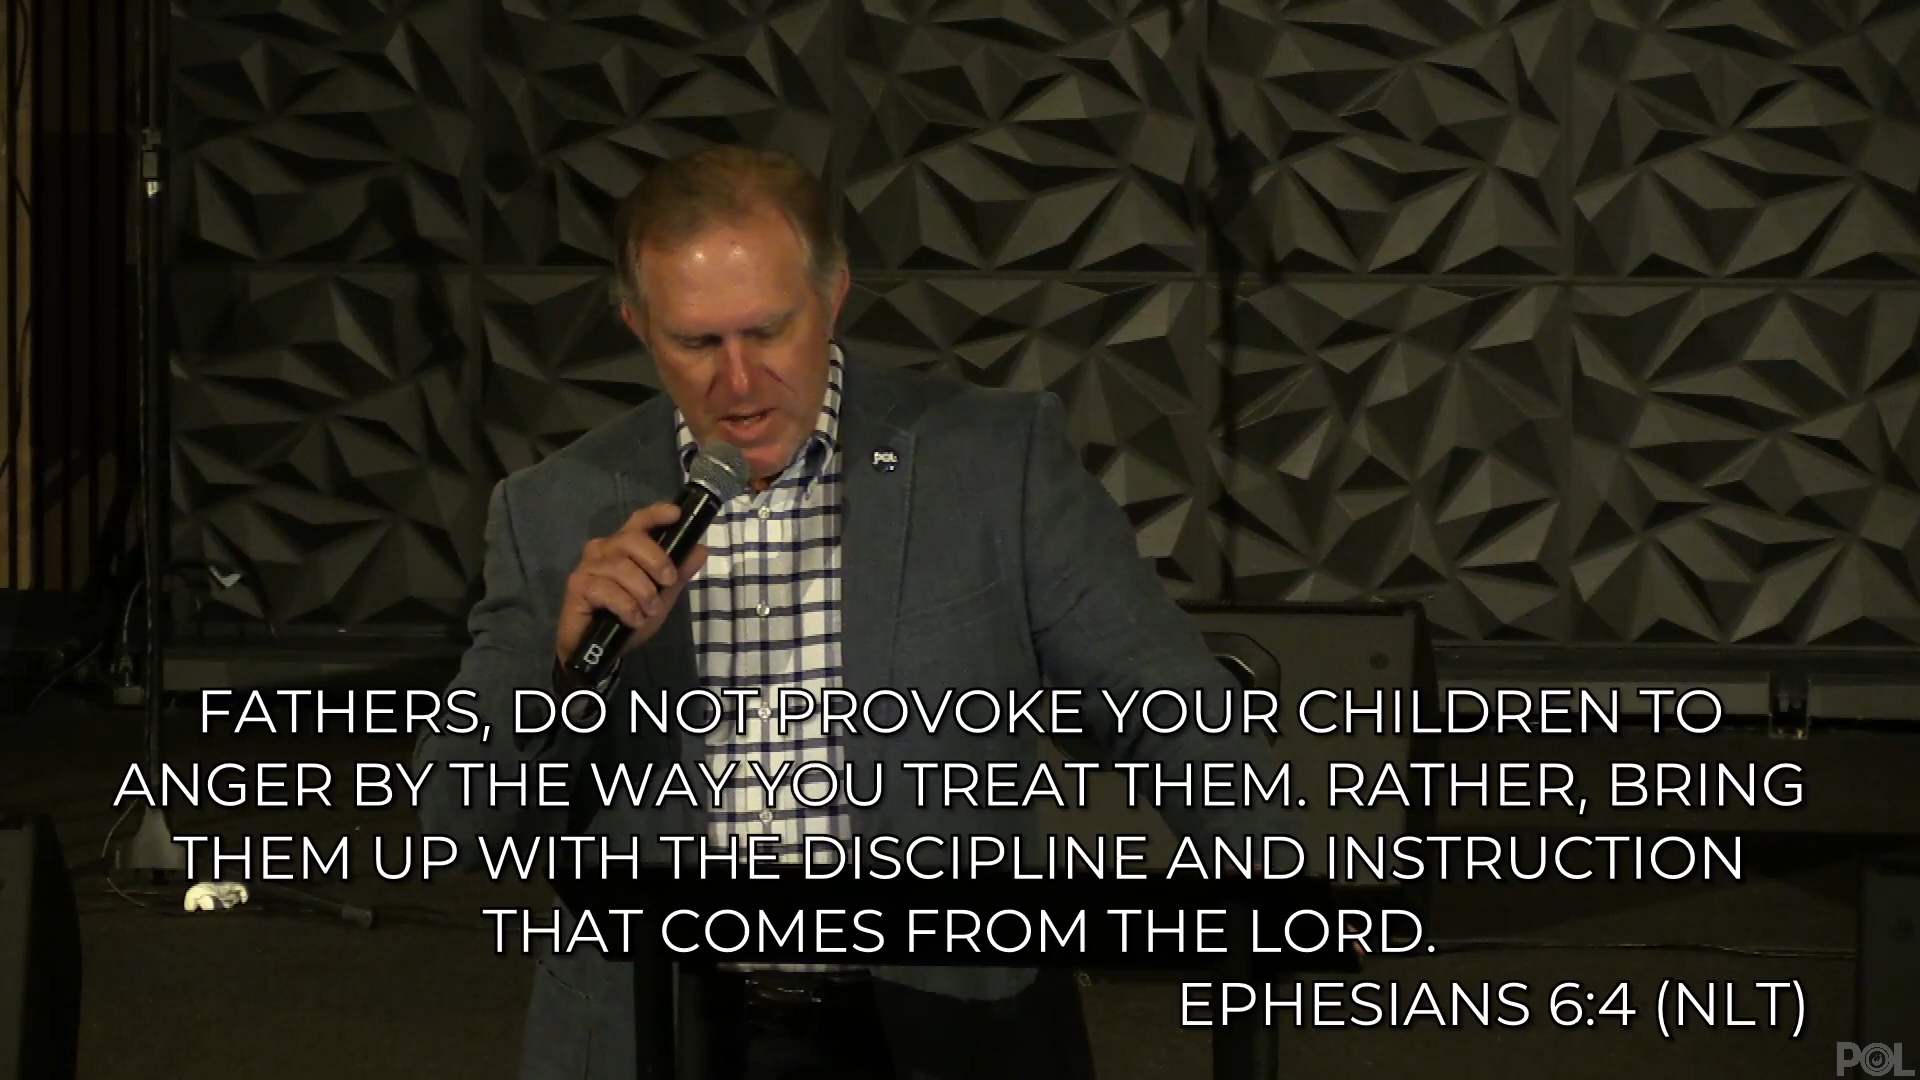 POL
FATHERS, DO NOT PROVOKE YOUR CHILDREN TO
ANGER BY THE WAY YOU TREAT THEM. RATHER, BRING
THEM UP WITH THE DISCIPLINE AND INSTRUCTION
THAT COMES FROM THE LORD.
EPHESIANS 6:4 (NLT)
POL